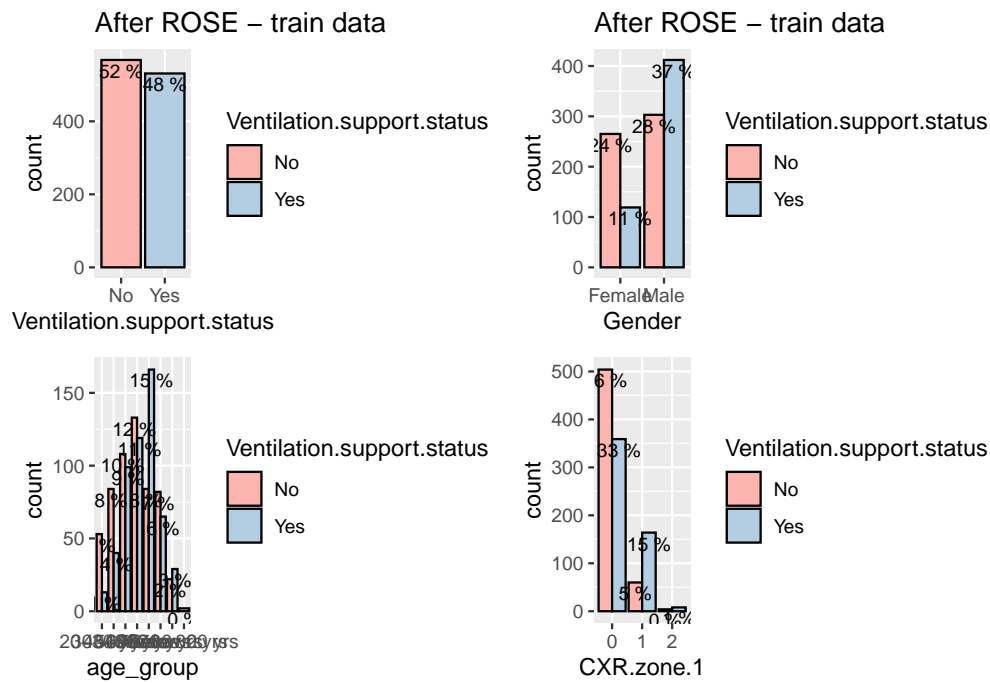 After ROSE – train data
52 %
48 %
400
200
0
count
No Yes
Ventilation.support.status
Ventilation.support.status
No
Yes
After ROSE – train data
37 %
28 %
24 %
11 %
400
300
200
100
0
count
Female Male
Gender
Ventilation.support.status
No
Yes
15 %
12 %
11 %
10 %
8 %
4 %
6 %
0 %
150
100
50
0
count
age_group
Ventilation.support.status
No
Yes
6 %
33 %
15 %
5 %
500
400
300
200
100
0
count
0 1 2
CXR.zone.1
Ventilation.support.status
No
Yes